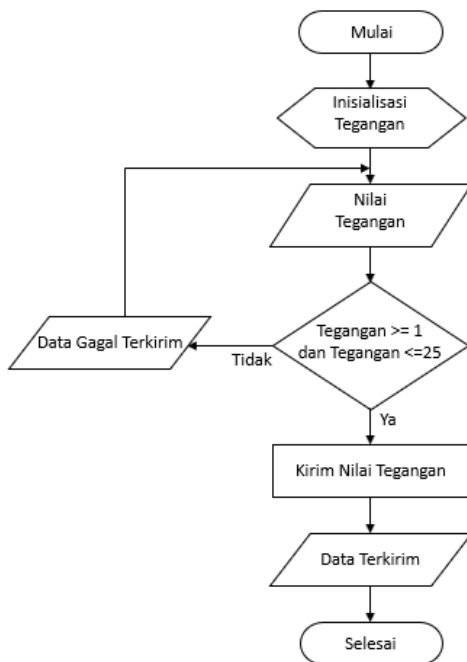 Mulai
Inisialisasi
Tegangan
Nilai
Tegangan
Tegangan >= 1
dan Tegangan <=25
Tidak
Data Gagal Terkirim
Ya
Kirim Nilai Tegangan
Data Terkirim
Selesai